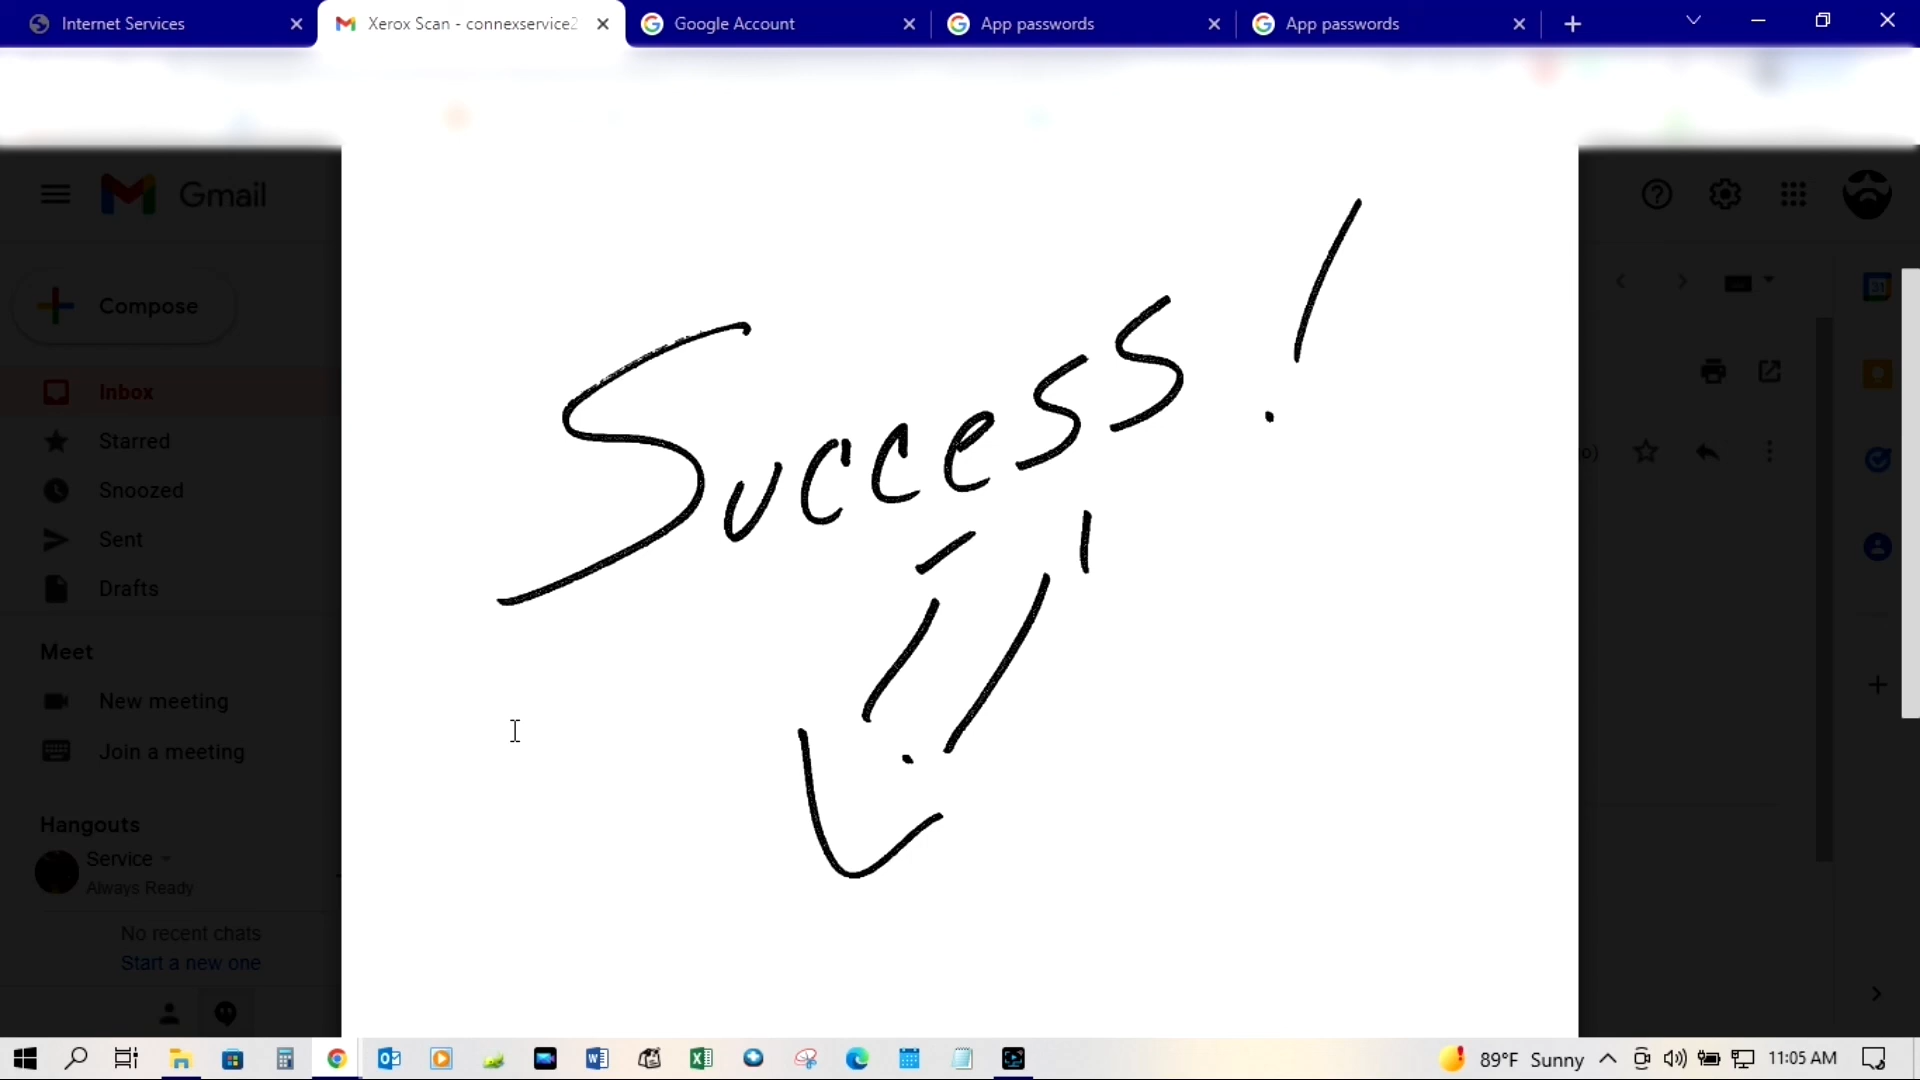 Internet Services
Xerox Scan - connexservice2
Google Account
App passwords
App passwords
Gmail
Compose
Inbox
Starred
Snoozed
Sent
Drafts
Meet
New meeting
Join a meeting
Hangouts
Service
Always Ready
No recent chats
Start a new one
Success!
31
o)
89°F Sunny
11:05 AM